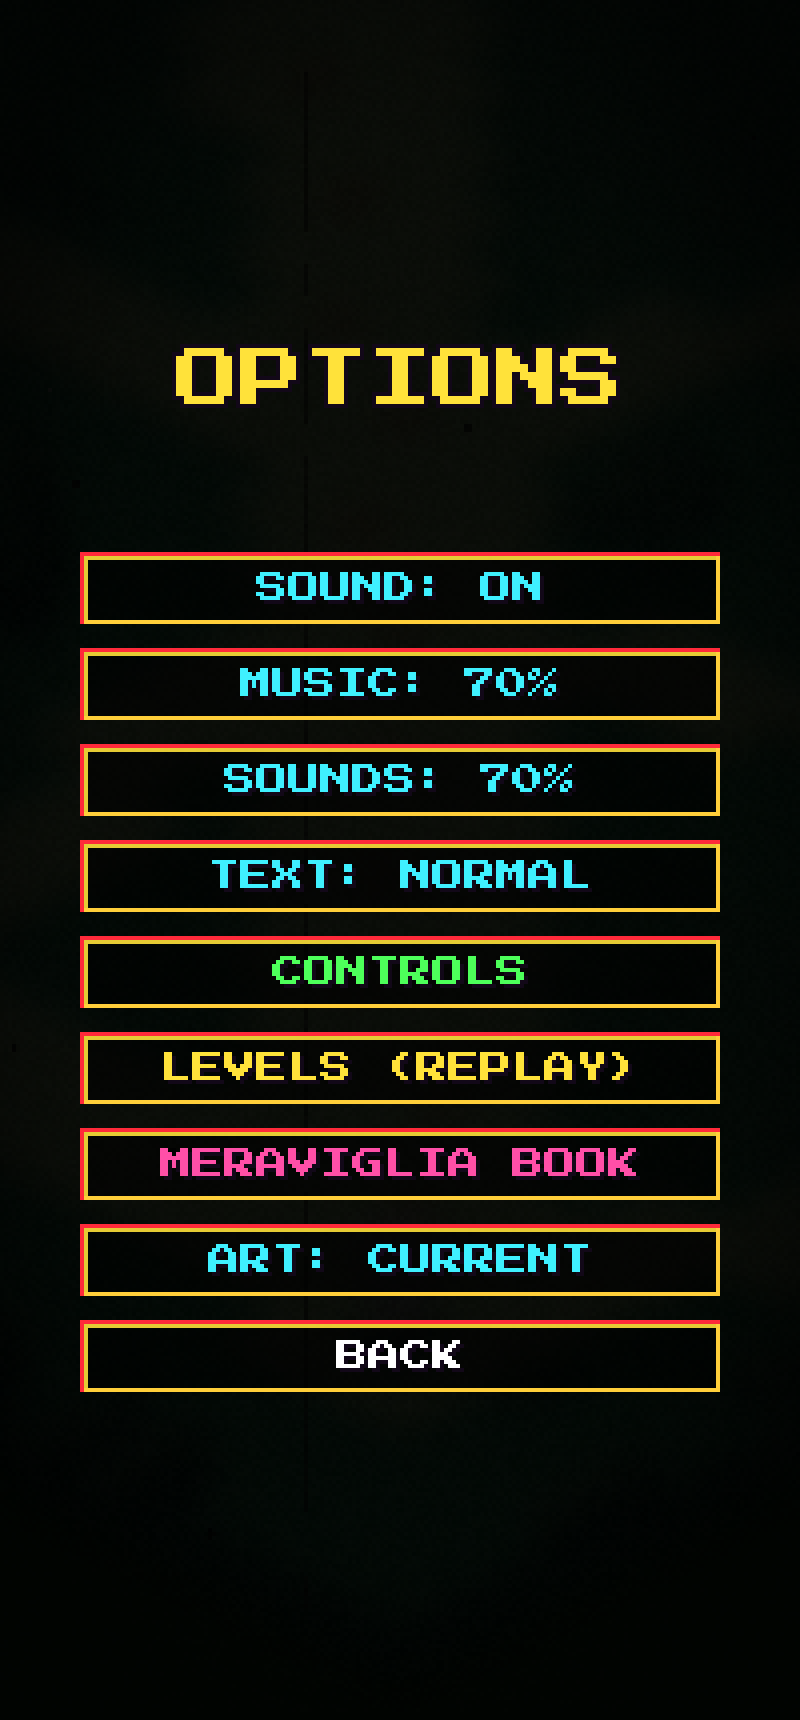 OPTIONS
SOUND: ON
MUSIC: 70%
SOUNDS: 70%
TEXT: NORMAL
CONTROLS
LEVELS (REPLAY)
MERAVIGLIA BOOK
ART: CURRENT
BACK